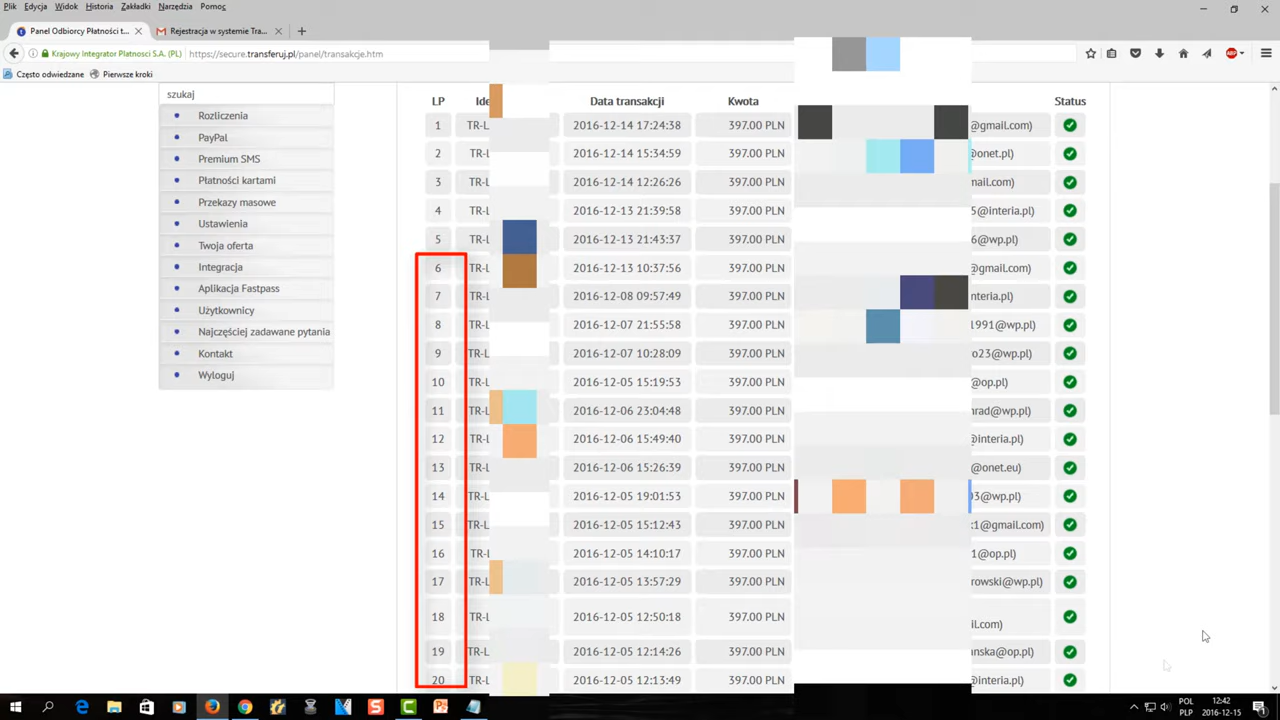 Plik Edycja Widok Historia Zakładki Narzędzia Pomoc
Panel Odbiorcy Płatności t...
Rejestracja w systemie Tra...
Krajowy Integrator Płatnosci S.A. (PL)
https://secure.transferuj.pl/panel/transakcje.htm
Często odwiedzane Pierwsze kroki
szukaj
Rozliczenia
PayPal
Premium SMS
Płatności kartami
Przekazy masowe
Ustawienia
Twoja oferta
Integracja
Aplikacja Fastpass
Użytkownicy
Najczęściej zadawane pytania
Kontakt
Wyloguj
LP Ide Data transakcji Kwota Status
1 TR-L 2016-12-14 17:24:38 397.00 PLN @gmail.com)
2 TR-L 2016-12-14 15:34:59 397.00 PLN @onet.pl)
3 TR-L 2016-12-14 12:26:26 397.00 PLN mail.com)
4 TR-L 2016-12-13 21:39:58 397.00 PLN 5@interia.pl)
5 TR-L 2016-12-13 21:43:37 397.00 PLN 6@wp.pl)
6 TR-L 2016-12-13 10:37:56 397.00 PLN @gmail.com)
7 TR-L 2016-12-08 09:57:49 397.00 PLN interia.pl)
8 TR-L 2016-12-07 21:55:58 397.00 PLN 1991@wp.pl)
9 TR-L 2016-12-07 10:28:09 397.00 PLN o23@wp.pl)
10 TR-L 2016-12-05 15:19:53 397.00 PLN @op.pl)
11 TR-L 2016-12-06 23:04:48 397.00 PLN nrad@wp.pl)
12 TR-L 2016-12-06 15:49:40 397.00 PLN @interia.pl)
13 TR-L 2016-12-06 15:26:39 397.00 PLN @onet.eu)
14 TR-L 2016-12-05 19:01:53 397.00 PLN 03@wp.pl)
15 TR-L 2016-12-05 15:12:43 397.00 PLN k1@gmail.com)
16 TR-L 2016-12-05 14:10:17 397.00 PLN 1@op.pl)
17 TR-L 2016-12-05 13:57:29 397.00 PLN rowski@wp.pl)
18 TR-L 2016-12-05 12:50:18 397.00 PLN il.com)
19 TR-L 2016-12-05 12:14:26 397.00 PLN anska@op.pl)
20 TR-L 2016-12-05 12:13:49 397.00 PLN @interia.pl)
POL 12:42
PLP 2016-12-15